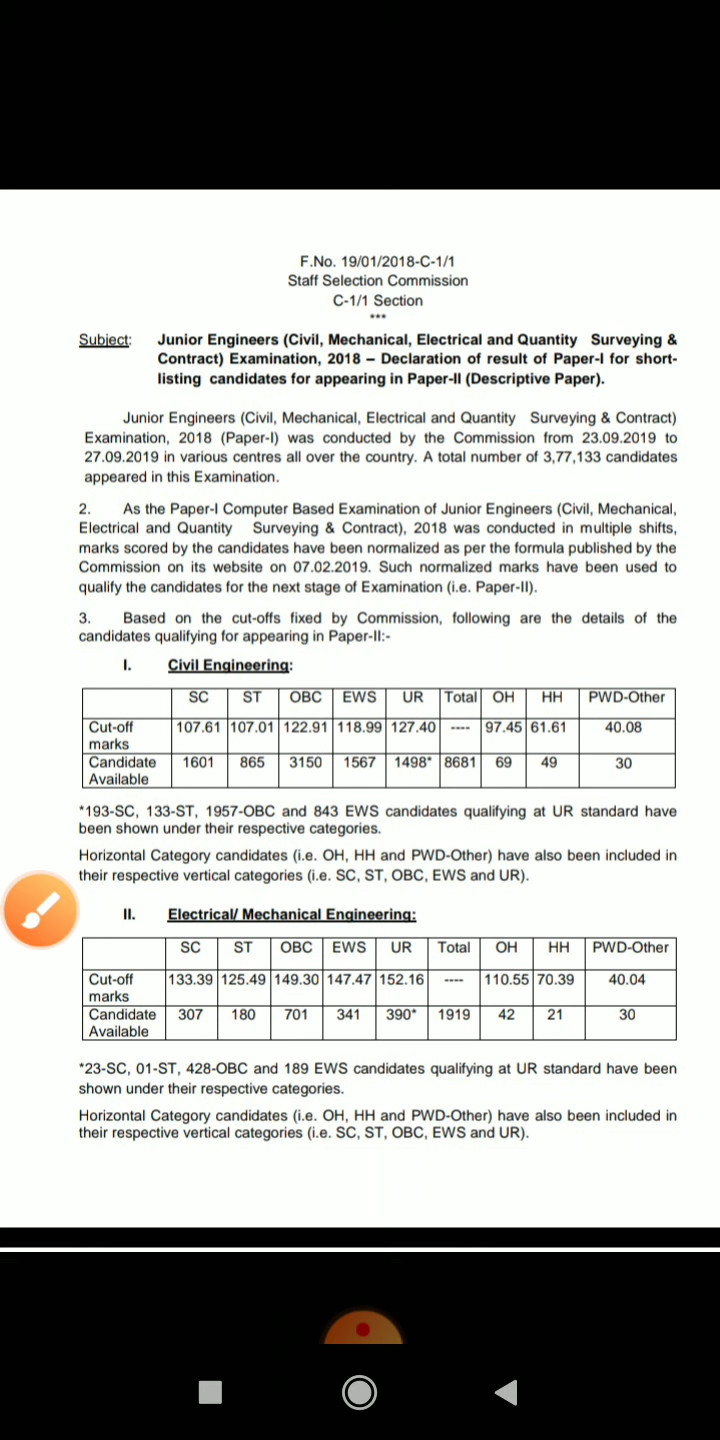 F.No. 19/01/2018-C-1/1
Staff Selection Commission
C-1/1 Section
***
Subject: Junior Engineers (Civil, Mechanical, Electrical and Quantity Surveying &
Contract) Examination, 2018 – Declaration of result of Paper-I for short-
listing candidates for appearing in Paper-II (Descriptive Paper).
Junior Engineers (Civil, Mechanical, Electrical and Quantity Surveying & Contract)
Examination, 2018 (Paper-I) was conducted by the Commission from 23.09.2019 to
27.09.2019 in various centres all over the country. A total number of 3,77,133 candidates
appeared in this Examination.
2. As the Paper-I Computer Based Examination of Junior Engineers (Civil, Mechanical,
Electrical and Quantity Surveying & Contract), 2018 was conducted in multiple shifts,
marks scored by the candidates have been normalized as per the formula published by the
Commission on its website on 07.02.2019. Such normalized marks have been used to
qualify the candidates for the next stage of Examination (i.e. Paper-II).
3. Based on the cut-offs fixed by Commission, following are the details of the
candidates qualifying for appearing in Paper-II:-
I. Civil Engineering:
SC ST OBC EWS UR Total OH HH PWD-Other
Cut-off marks 107.61 107.01 122.91 118.99 127.40 ---- 97.45 61.61 40.08
Candidate Available 1601 865 3150 1567 1498* 8681 69 49 30
*193-SC, 133-ST, 1957-OBC and 843 EWS candidates qualifying at UR standard have
been shown under their respective categories.
Horizontal Category candidates (i.e. OH, HH and PWD-Other) have also been included in
their respective vertical categories (i.e. SC, ST, OBC, EWS and UR).
II. Electrical/ Mechanical Engineering:
SC ST OBC EWS UR Total OH HH PWD-Other
Cut-off marks 133.39 125.49 149.30 147.47 152.16 ---- 110.55 70.39 40.04
Candidate Available 307 180 701 341 390* 1919 42 21 30
*23-SC, 01-ST, 428-OBC and 189 EWS candidates qualifying at UR standard have been
shown under their respective categories.
Horizontal Category candidates (i.e. OH, HH and PWD-Other) have also been included in
their respective vertical categories (i.e. SC, ST, OBC, EWS and UR).